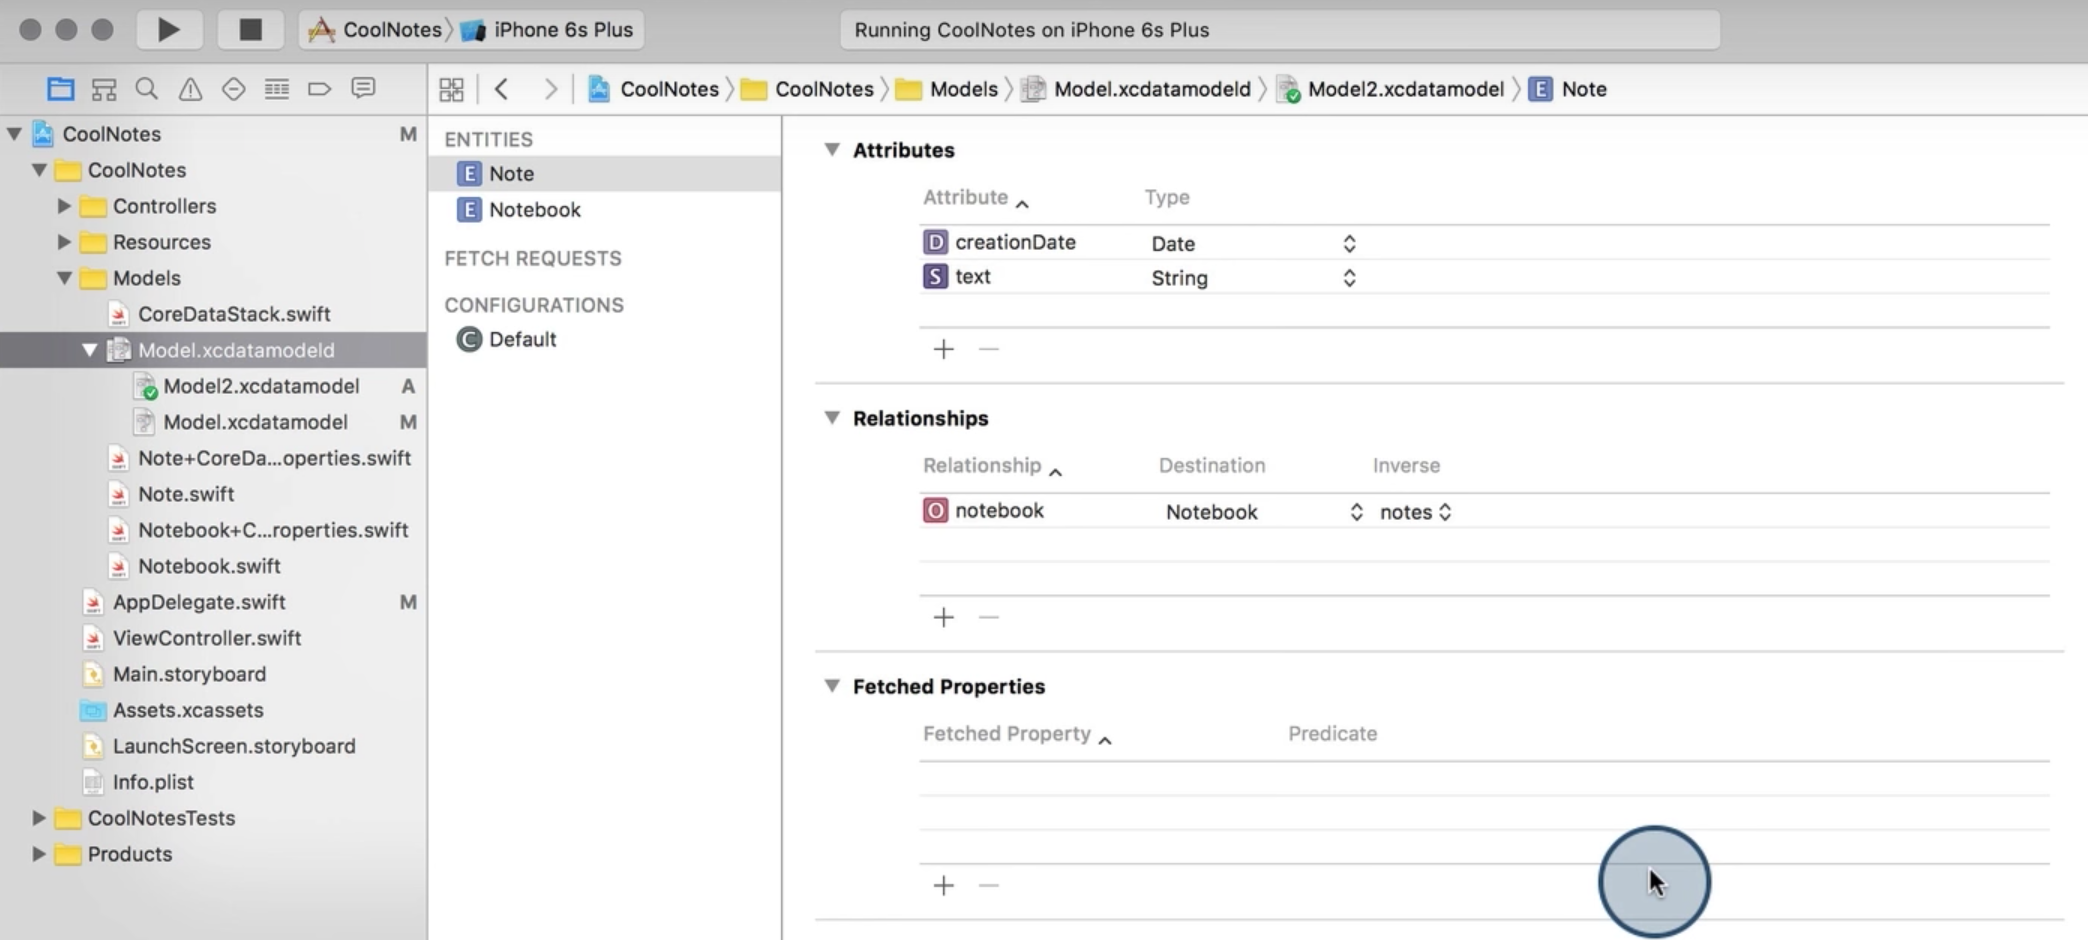 CoolNotes 〉 iPhone 6s Plus
Running CoolNotes on iPhone 6s Plus
CoolNotes 〉 CoolNotes 〉 Models 〉 Model.xcdatamodeld 〉 Model2.xcdatamodel 〉 E Note
CoolNotes M
CoolNotes
Controllers
Resources
Models
CoreDataStack.swift
Model.xcdatamodeld
Model2.xcdatamodel A
Model.xcdatamodel M
Note+CoreDa...operties.swift
Note.swift
Notebook+C...roperties.swift
Notebook.swift
AppDelegate.swift M
ViewController.swift
Main.storyboard
Assets.xcassets
LaunchScreen.storyboard
Info.plist
CoolNotesTests
Products
ENTITIES
E Note
E Notebook
FETCH REQUESTS
CONFIGURATIONS
C Default
Attributes
Attribute Type
D creationDate Date
S text String
+ −
Relationships
Relationship Destination Inverse
O notebook Notebook notes
+ −
Fetched Properties
Fetched Property Predicate
+ −